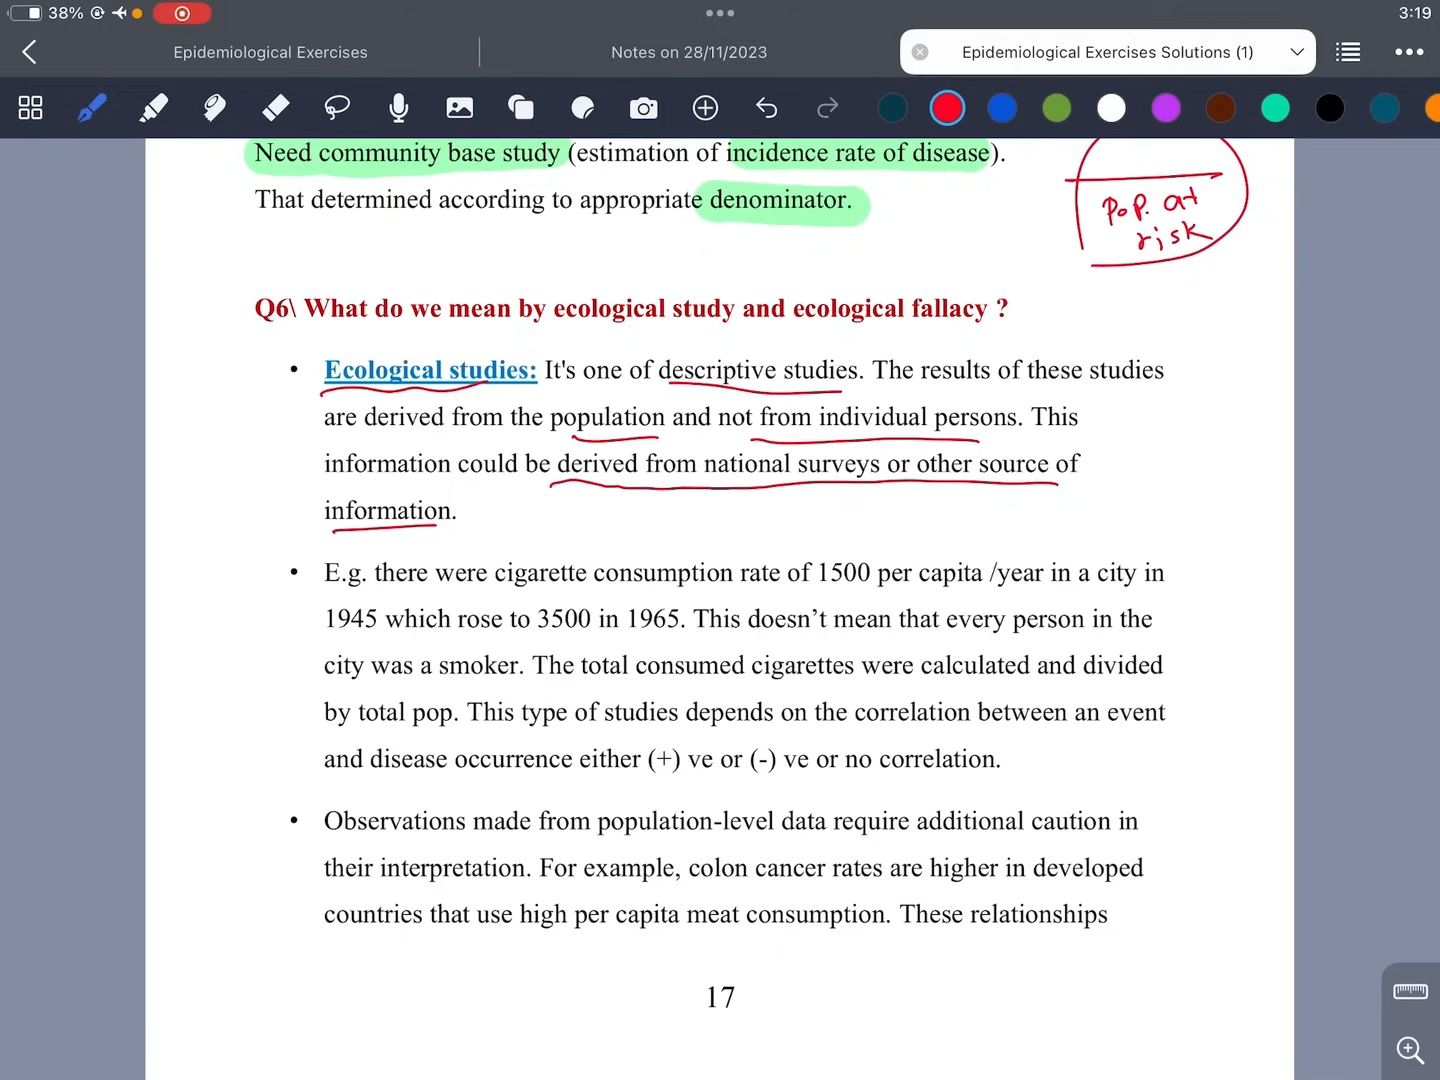 38%
3:19
Epidemiological Exercises
Notes on 28/11/2023
Epidemiological Exercises Solutions (1)
Need community base study (estimation of incidence rate of disease).
That determined according to appropriate denominator.
pop. at
risk
Q6\ What do we mean by ecological study and ecological fallacy ?
• Ecological studies: It's one of descriptive studies. The results of these studies
are derived from the population and not from individual persons. This
information could be derived from national surveys or other source of
information.
• E.g. there were cigarette consumption rate of 1500 per capita /year in a city in
1945 which rose to 3500 in 1965. This doesn’t mean that every person in the
city was a smoker. The total consumed cigarettes were calculated and divided
by total pop. This type of studies depends on the correlation between an event
and disease occurrence either (+) ve or (-) ve or no correlation.
• Observations made from population-level data require additional caution in
their interpretation. For example, colon cancer rates are higher in developed
countries that use high per capita meat consumption. These relationships
17